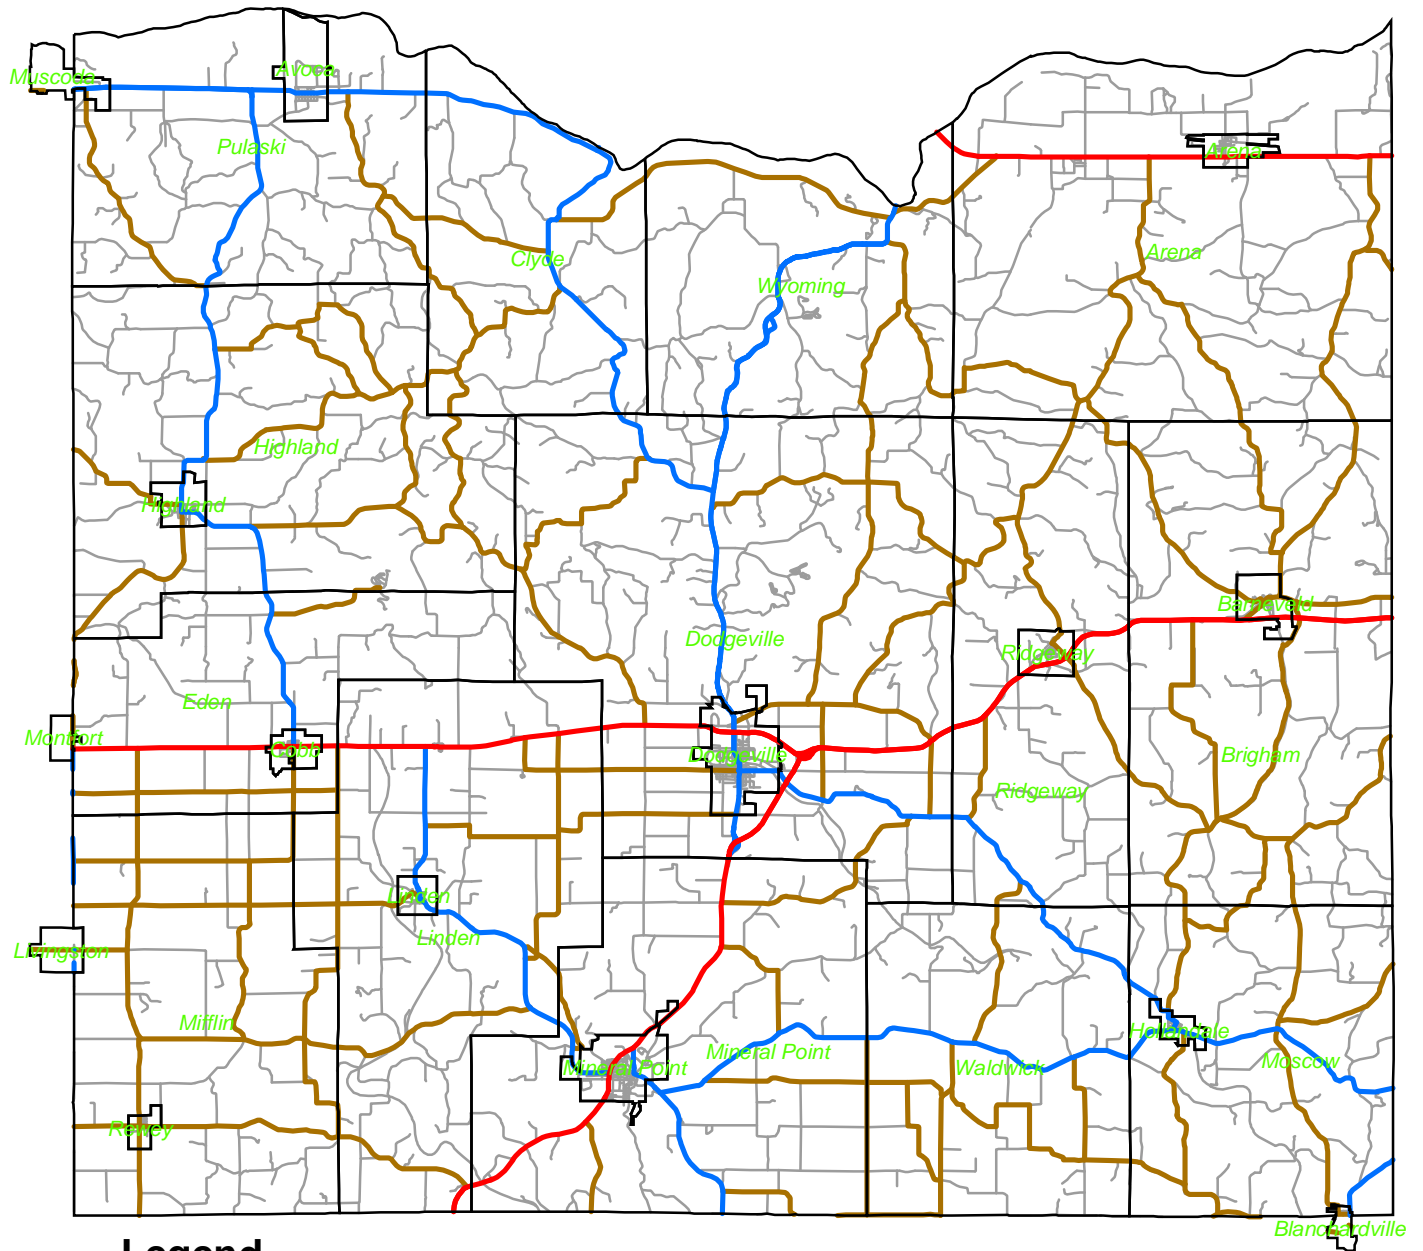 Avoca
Muscoda
Pulaski
Arena
Arena
Clyde
Wyoming
Highland
Highland
Barneveld
Dodgeville
Ridgeway
Eden
Montfort
Cobb
Dodgeville
Brigham
Ridgeway
Linden
Linden
Livingston
Mifflin
Hollandale
Mineral Point
Moscow
Mineral Point
Waldwick
Rewey
Blanchardville
Legend